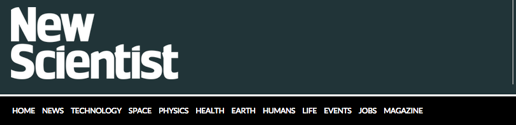 New
Scientist
HOME NEWS TECHNOLOGY SPACE PHYSICS HEALTH EARTH HUMANS LIFE EVENTS JOBS MAGAZINE